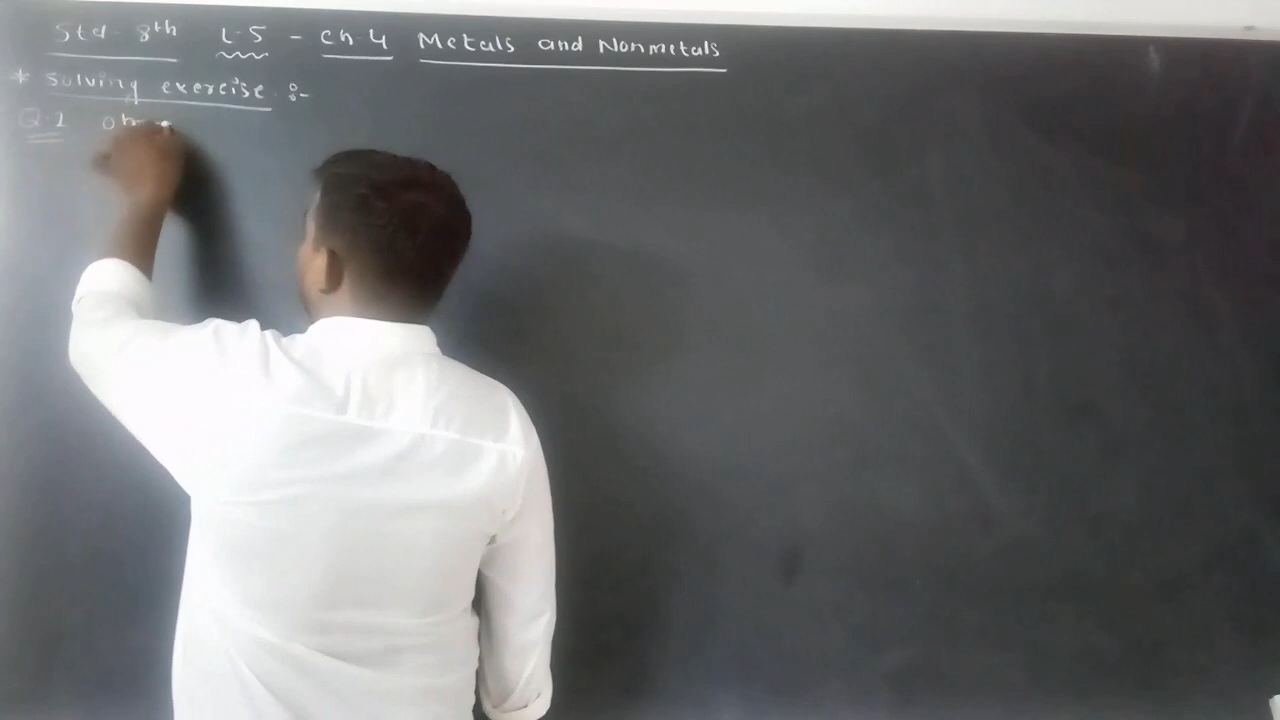 Std. 8th L.5 - Ch.4 Metals and Nonmetals
* Solving exercise :-
Q.1